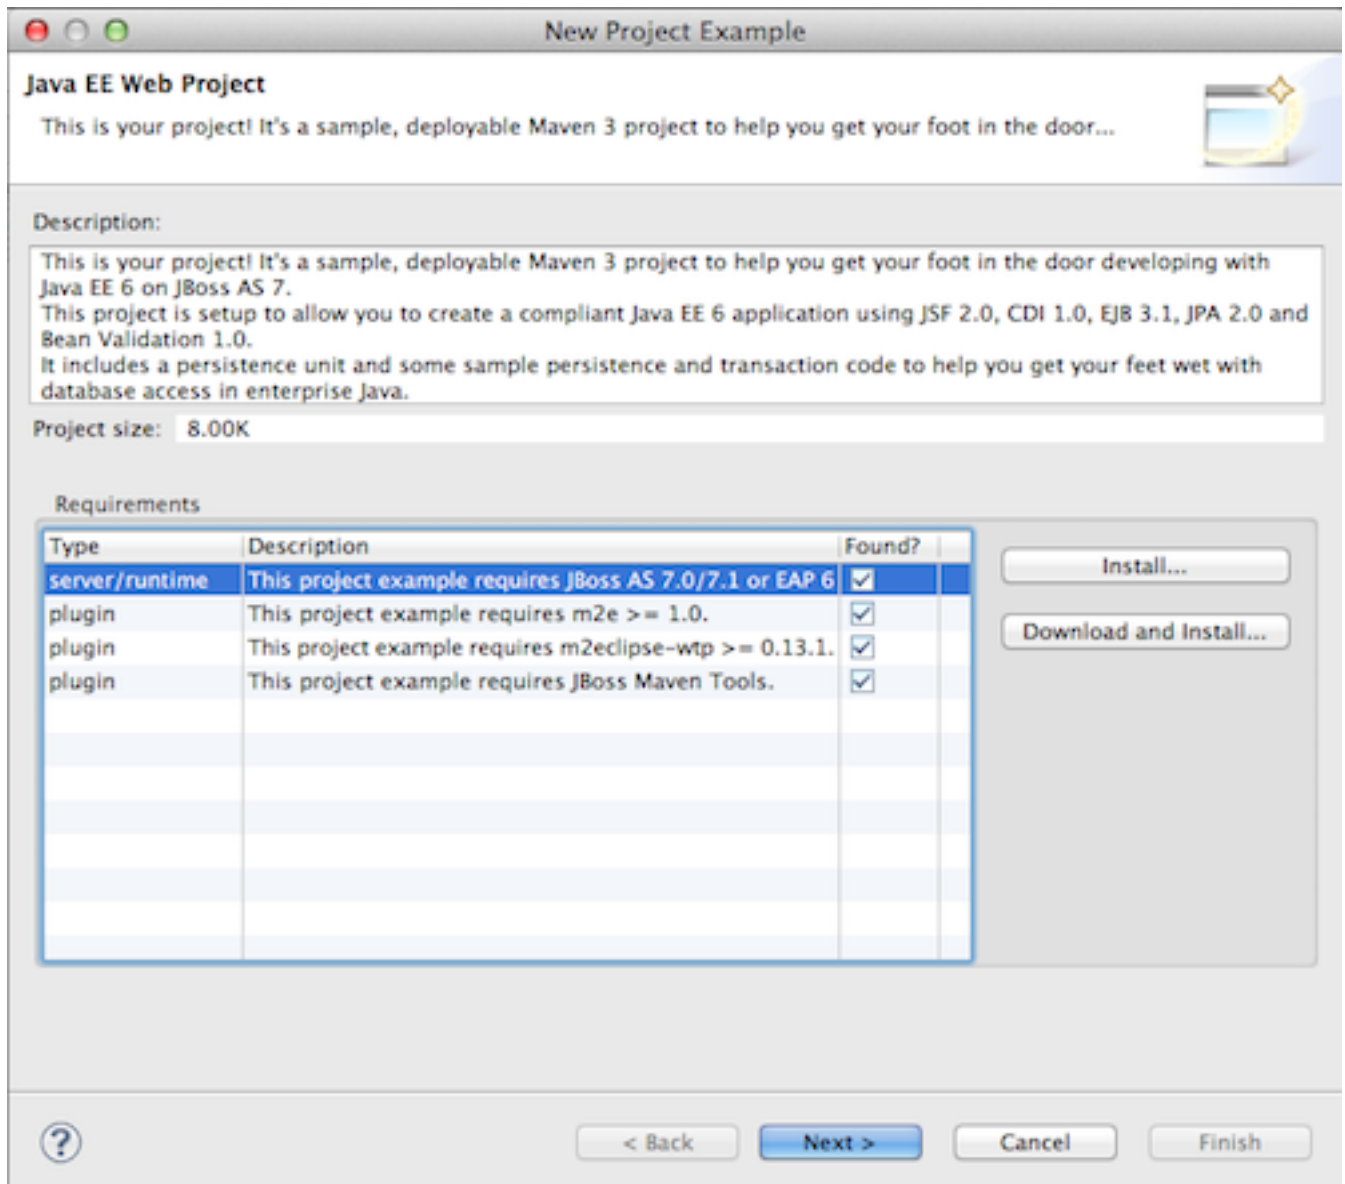 New Project Example
Java EE Web Project
This is your project! It's a sample, deployable Maven 3 project to help you get your foot in the door...
Description:
This is your project! It's a sample, deployable Maven 3 project to help you get your foot in the door developing with
Java EE 6 on JBoss AS 7.
This project is setup to allow you to create a compliant Java EE 6 application using JSF 2.0, CDI 1.0, EJB 3.1, JPA 2.0 and
Bean Validation 1.0.
It includes a persistence unit and some sample persistence and transaction code to help you get your feet wet with
database access in enterprise Java.
Project size: 8.00K
Requirements
Type Description Found?
server/runtime This project example requires JBoss AS 7.0/7.1 or EAP 6
plugin This project example requires m2e >= 1.0.
plugin This project example requires m2eclipse-wtp >= 0.13.1.
plugin This project example requires JBoss Maven Tools.
Install...
Download and Install...
? < Back Next > Cancel Finish